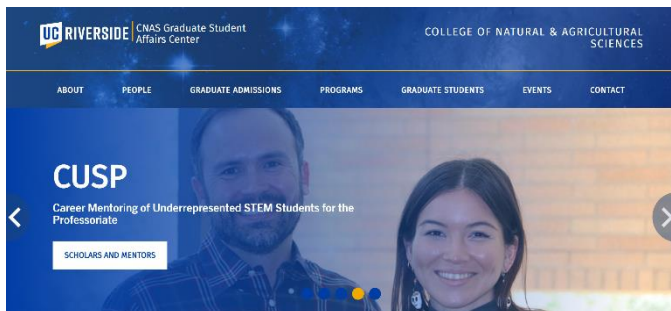 UC RIVERSIDE CNAS Graduate Student
Affairs Center
COLLEGE OF NATURAL & AGRICULTURAL
SCIENCES
ABOUT PEOPLE GRADUATE ADMISSIONS PROGRAMS GRADUATE STUDENTS EVENTS CONTACT
CUSP
Career Mentoring of Underrepresented STEM Students for the
Professoriate
SCHOLARS AND MENTORS